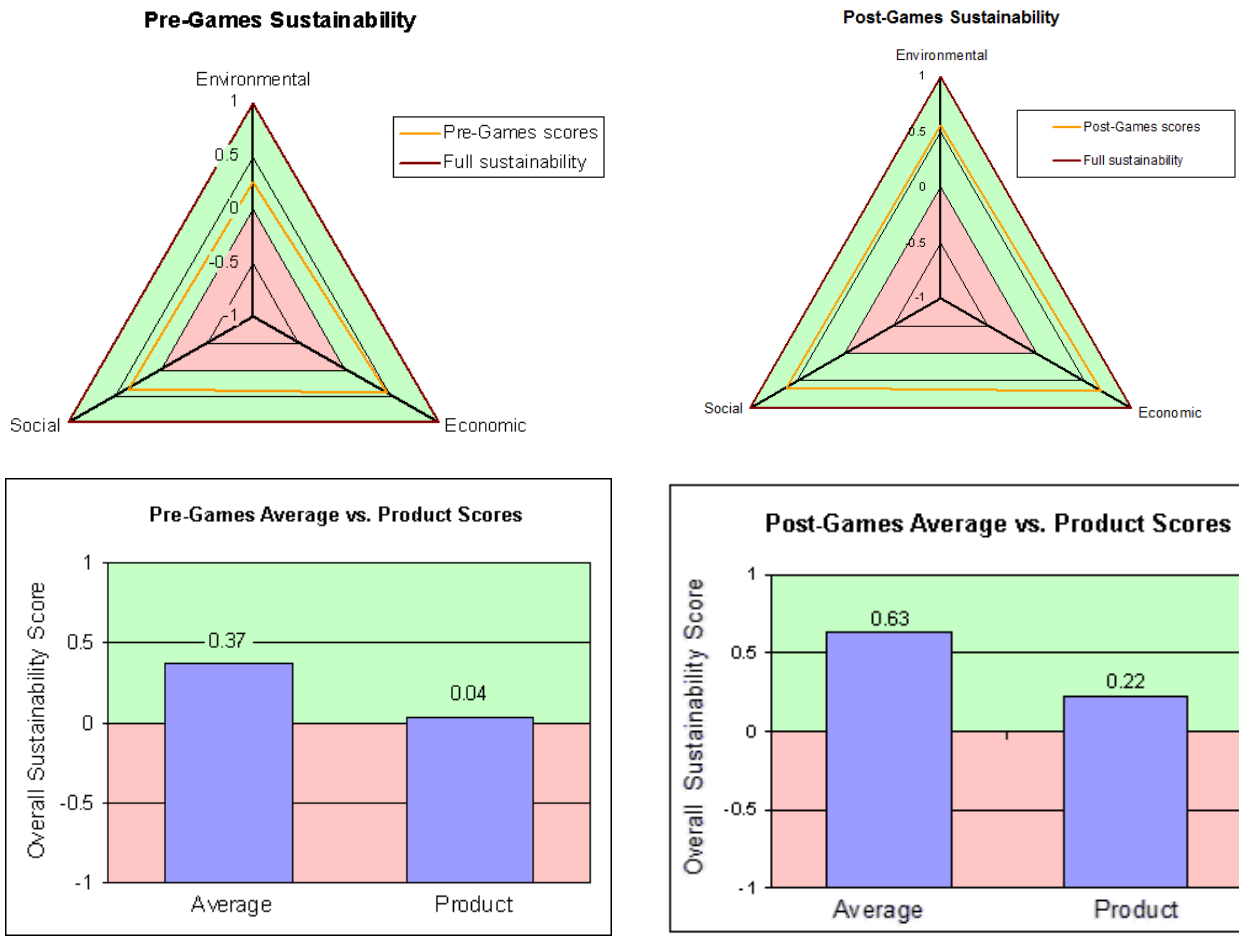 Pre-Games Sustainability
Environmental
1
0.5
0
-0.5
-1
Social
Economic
Pre-Games scores
Full sustainability
Post-Games Sustainability
Environmental
1
0.5
0
-0.5
-1
Social
Economic
Post-Games scores
Full sustainability
Pre-Games Average vs. Product Scores
Overall Sustainability Score
1
0.5
0
-0.5
-1
0.37
0.04
Average
Product
Post-Games Average vs. Product Scores
Overall Sustainability Score
1
0.5
0
-0.5
-1
0.63
0.22
Average
Product